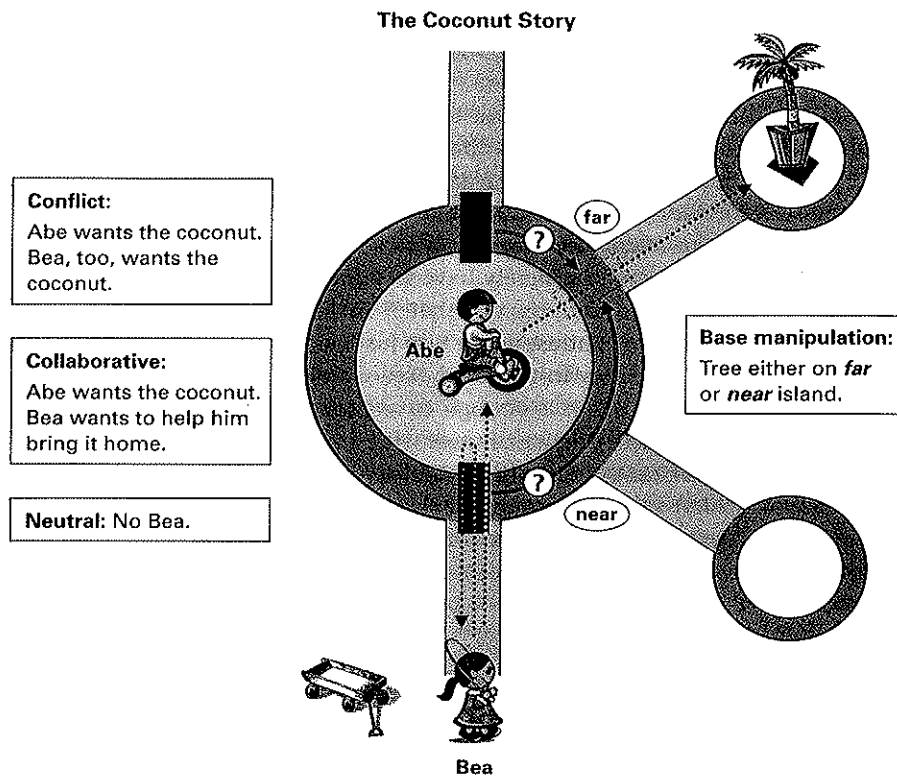 The Coconut Story
Conflict:
Abe wants the coconut.
Bea, too, wants the
coconut.
Collaborative:
Abe wants the coconut.
Bea wants to help him
bring it home.
Neutral: No Bea.
far
?
Abe
Base manipulation:
Tree either on far
or near island.
?
near
Bea